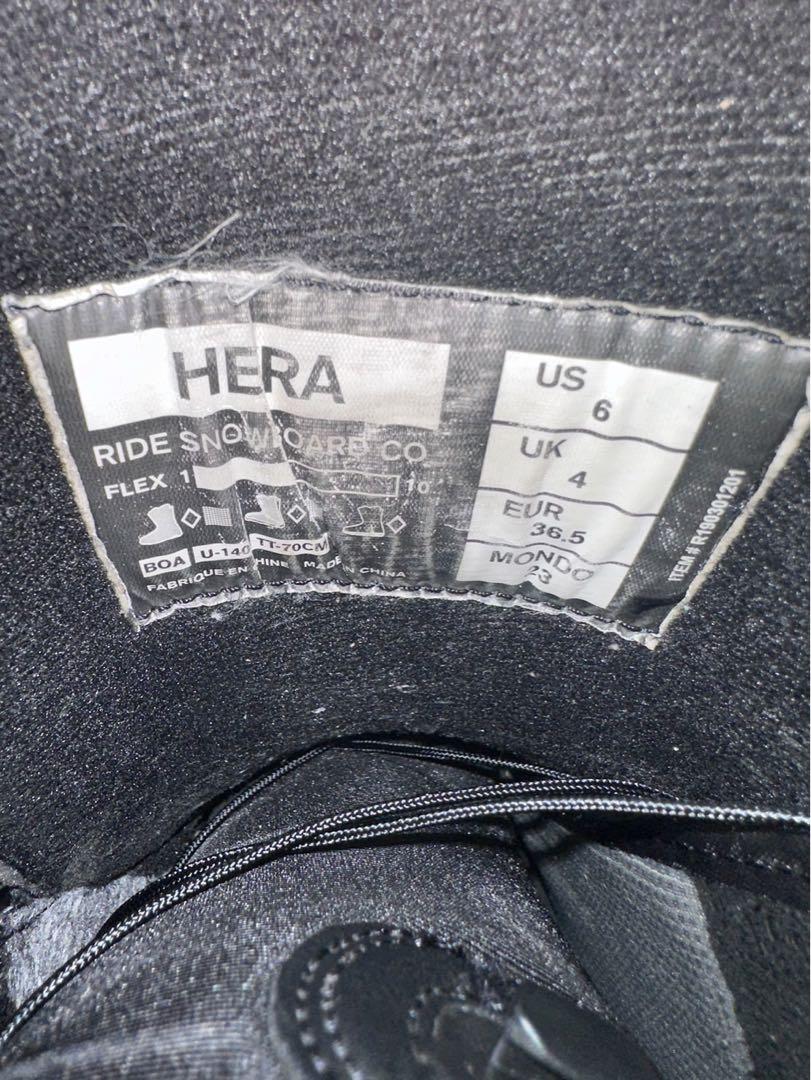 HERA
RIDE SNOWBOARD CO
FLEX 1 10
BOA U-140 TT-70CM
FABRIQUE EN CHINE MADE IN CHINA
US
6
UK
4
EUR
36.5
MONDO
23
ITEM # R190301201